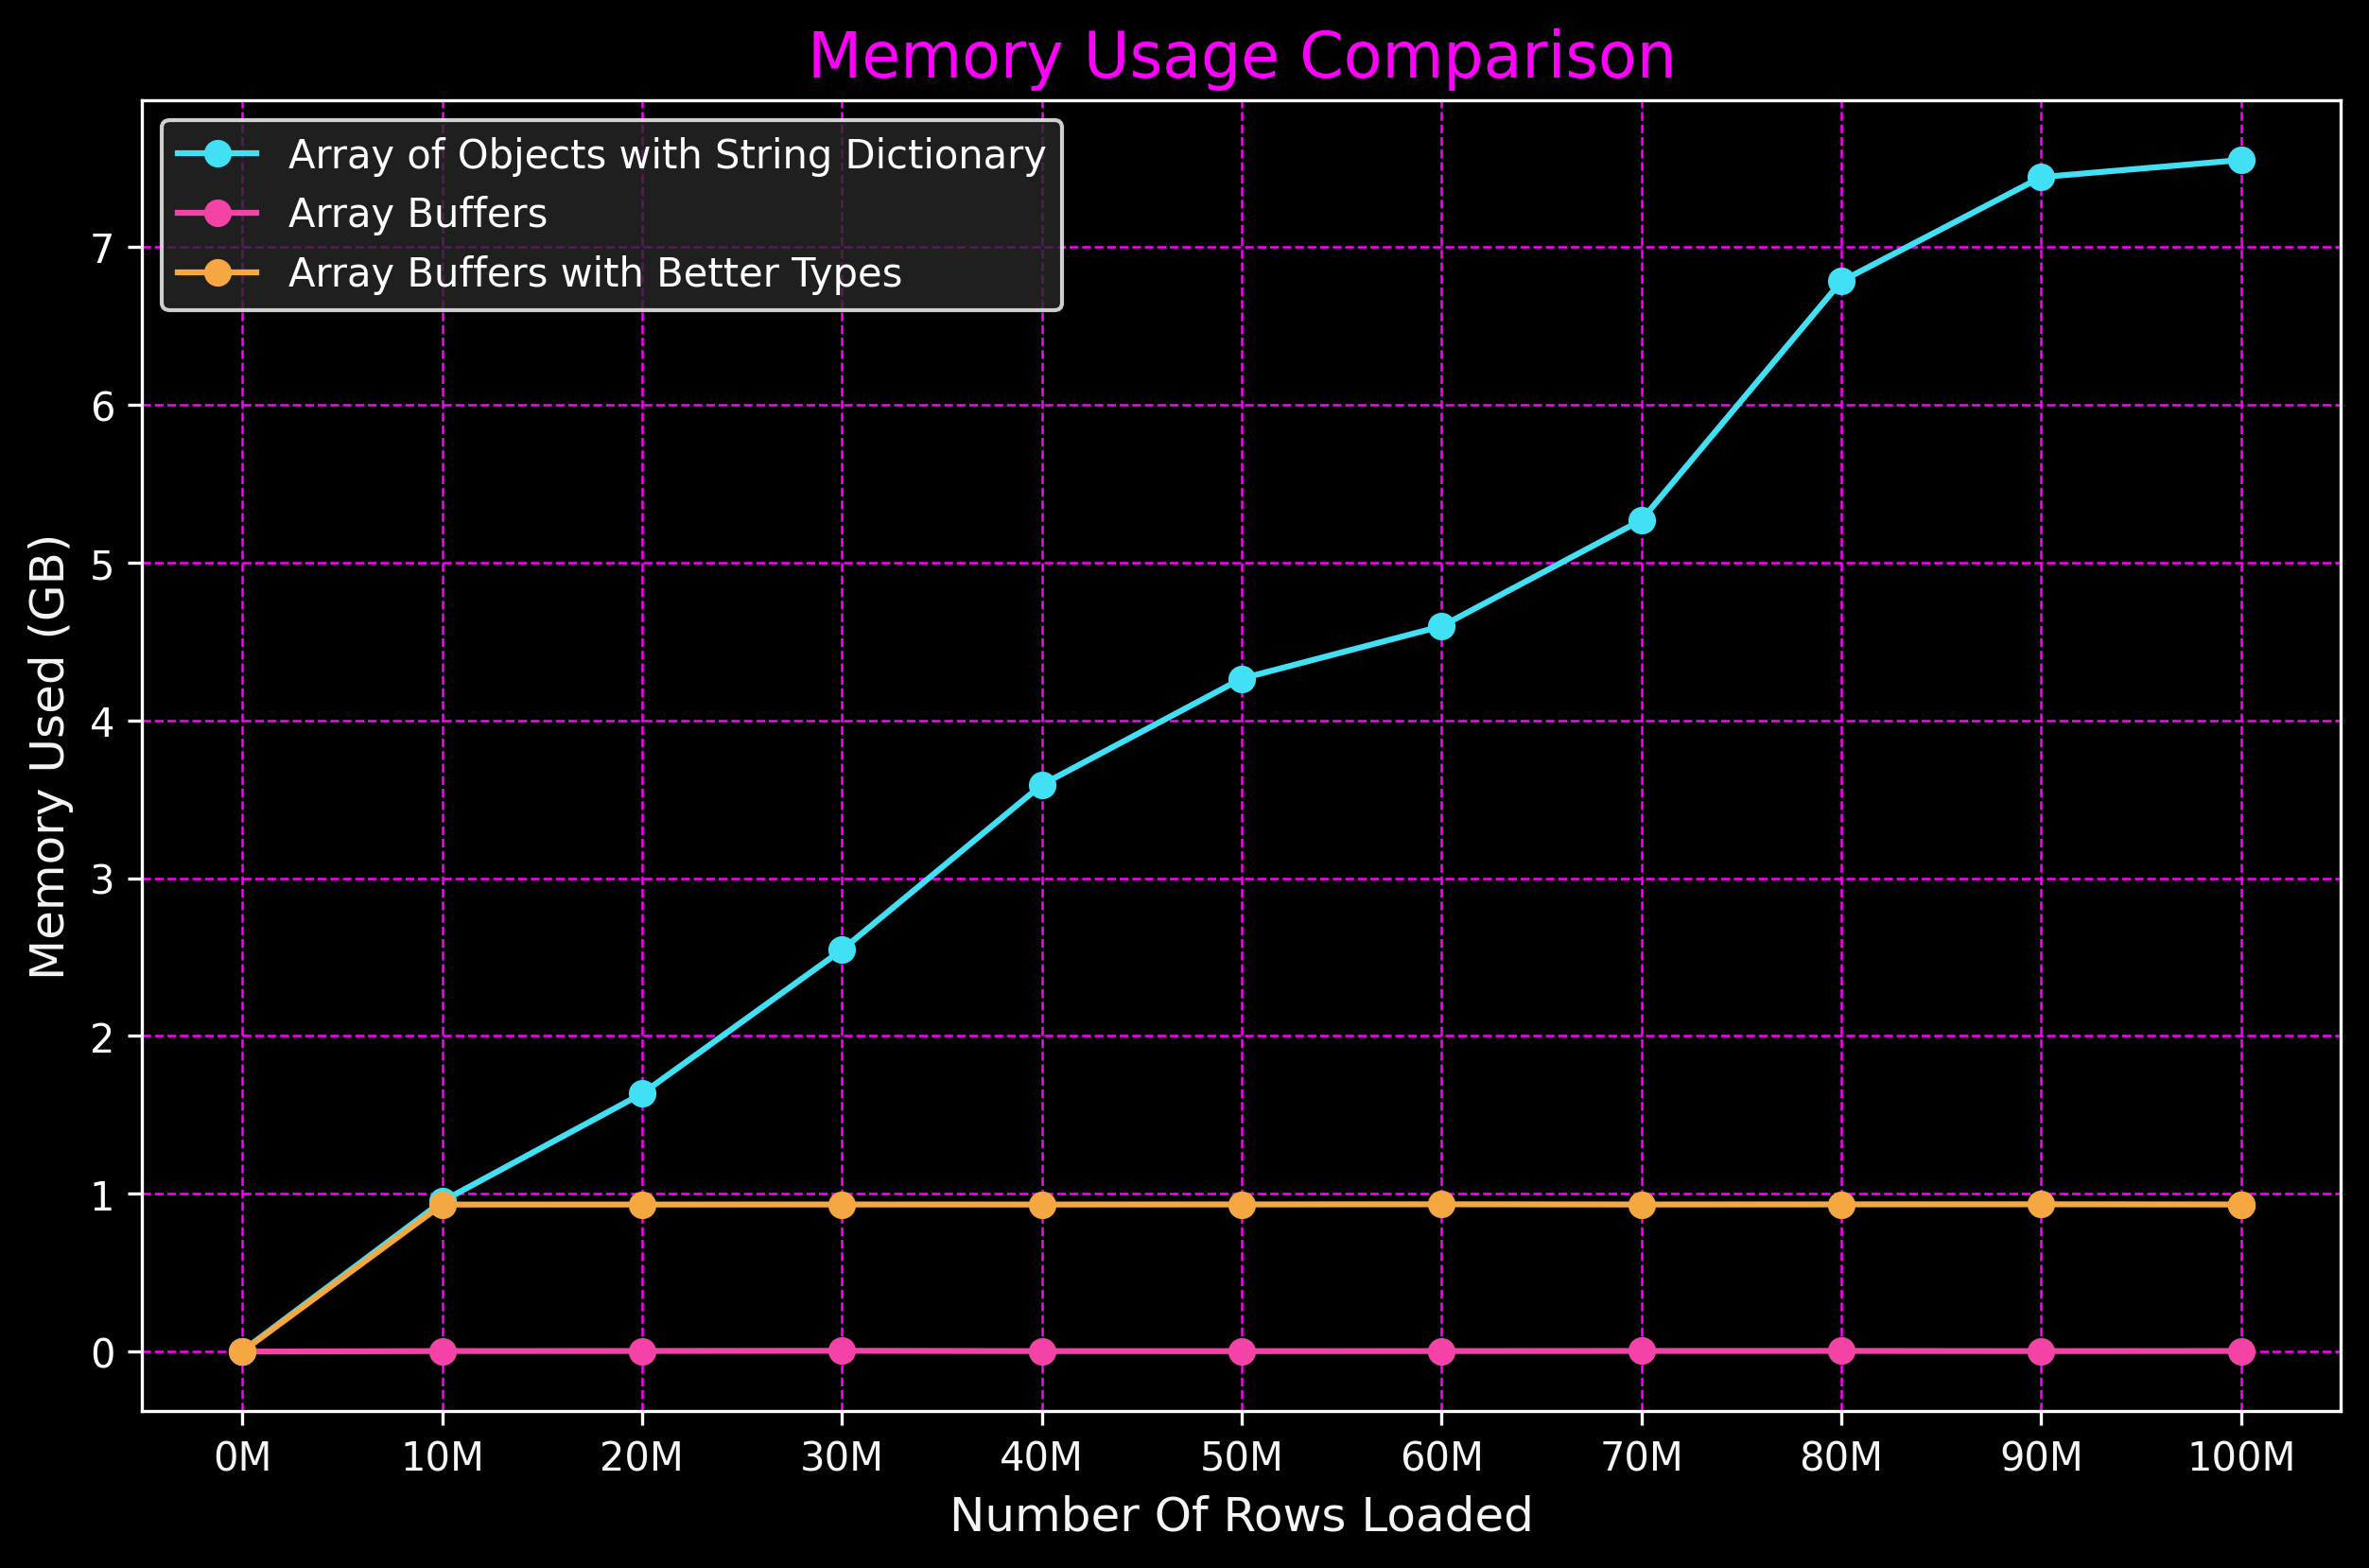 Memory Usage Comparison
Array of Objects with String Dictionary
Array Buffers
Array Buffers with Better Types
Memory Used (GB)
7
6
5
4
3
2
1
0
0M 10M 20M 30M 40M 50M 60M 70M 80M 90M 100M
Number Of Rows Loaded